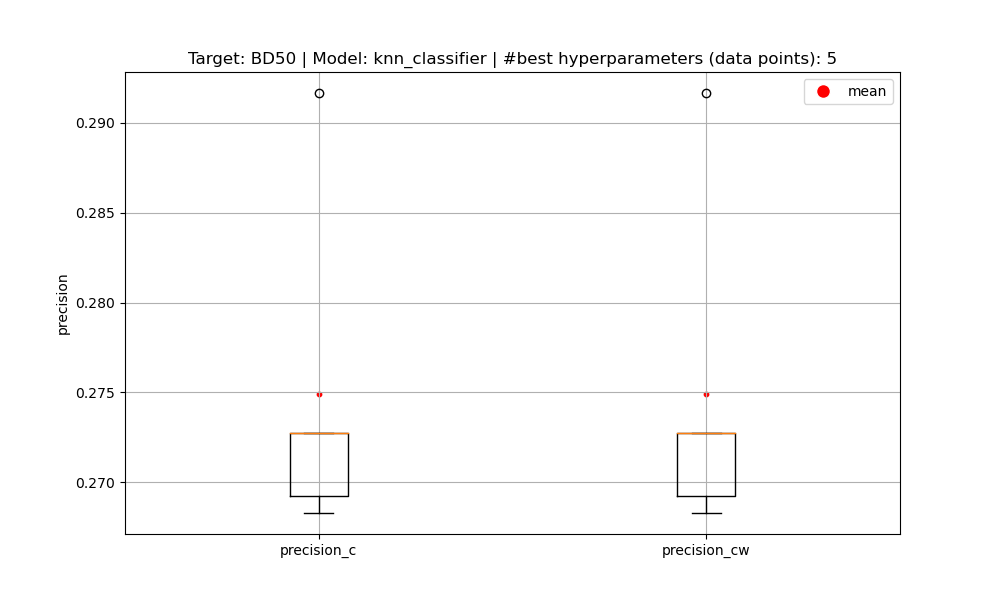 Target: BD50 | Model: knn_classifier | #best hyperparameters (data points): 5
mean
0.290
0.285
0.280
0.275
0.270
precision
precision_c
precision_cw